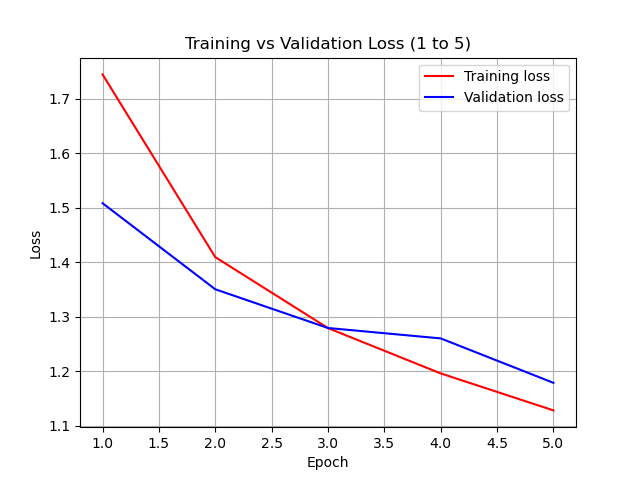 Training vs Validation Loss (1 to 5)
Training loss
Validation loss
Loss
1.7
1.6
1.5
1.4
1.3
1.2
1.1
1.0 1.5 2.0 2.5 3.0 3.5 4.0 4.5 5.0
Epoch